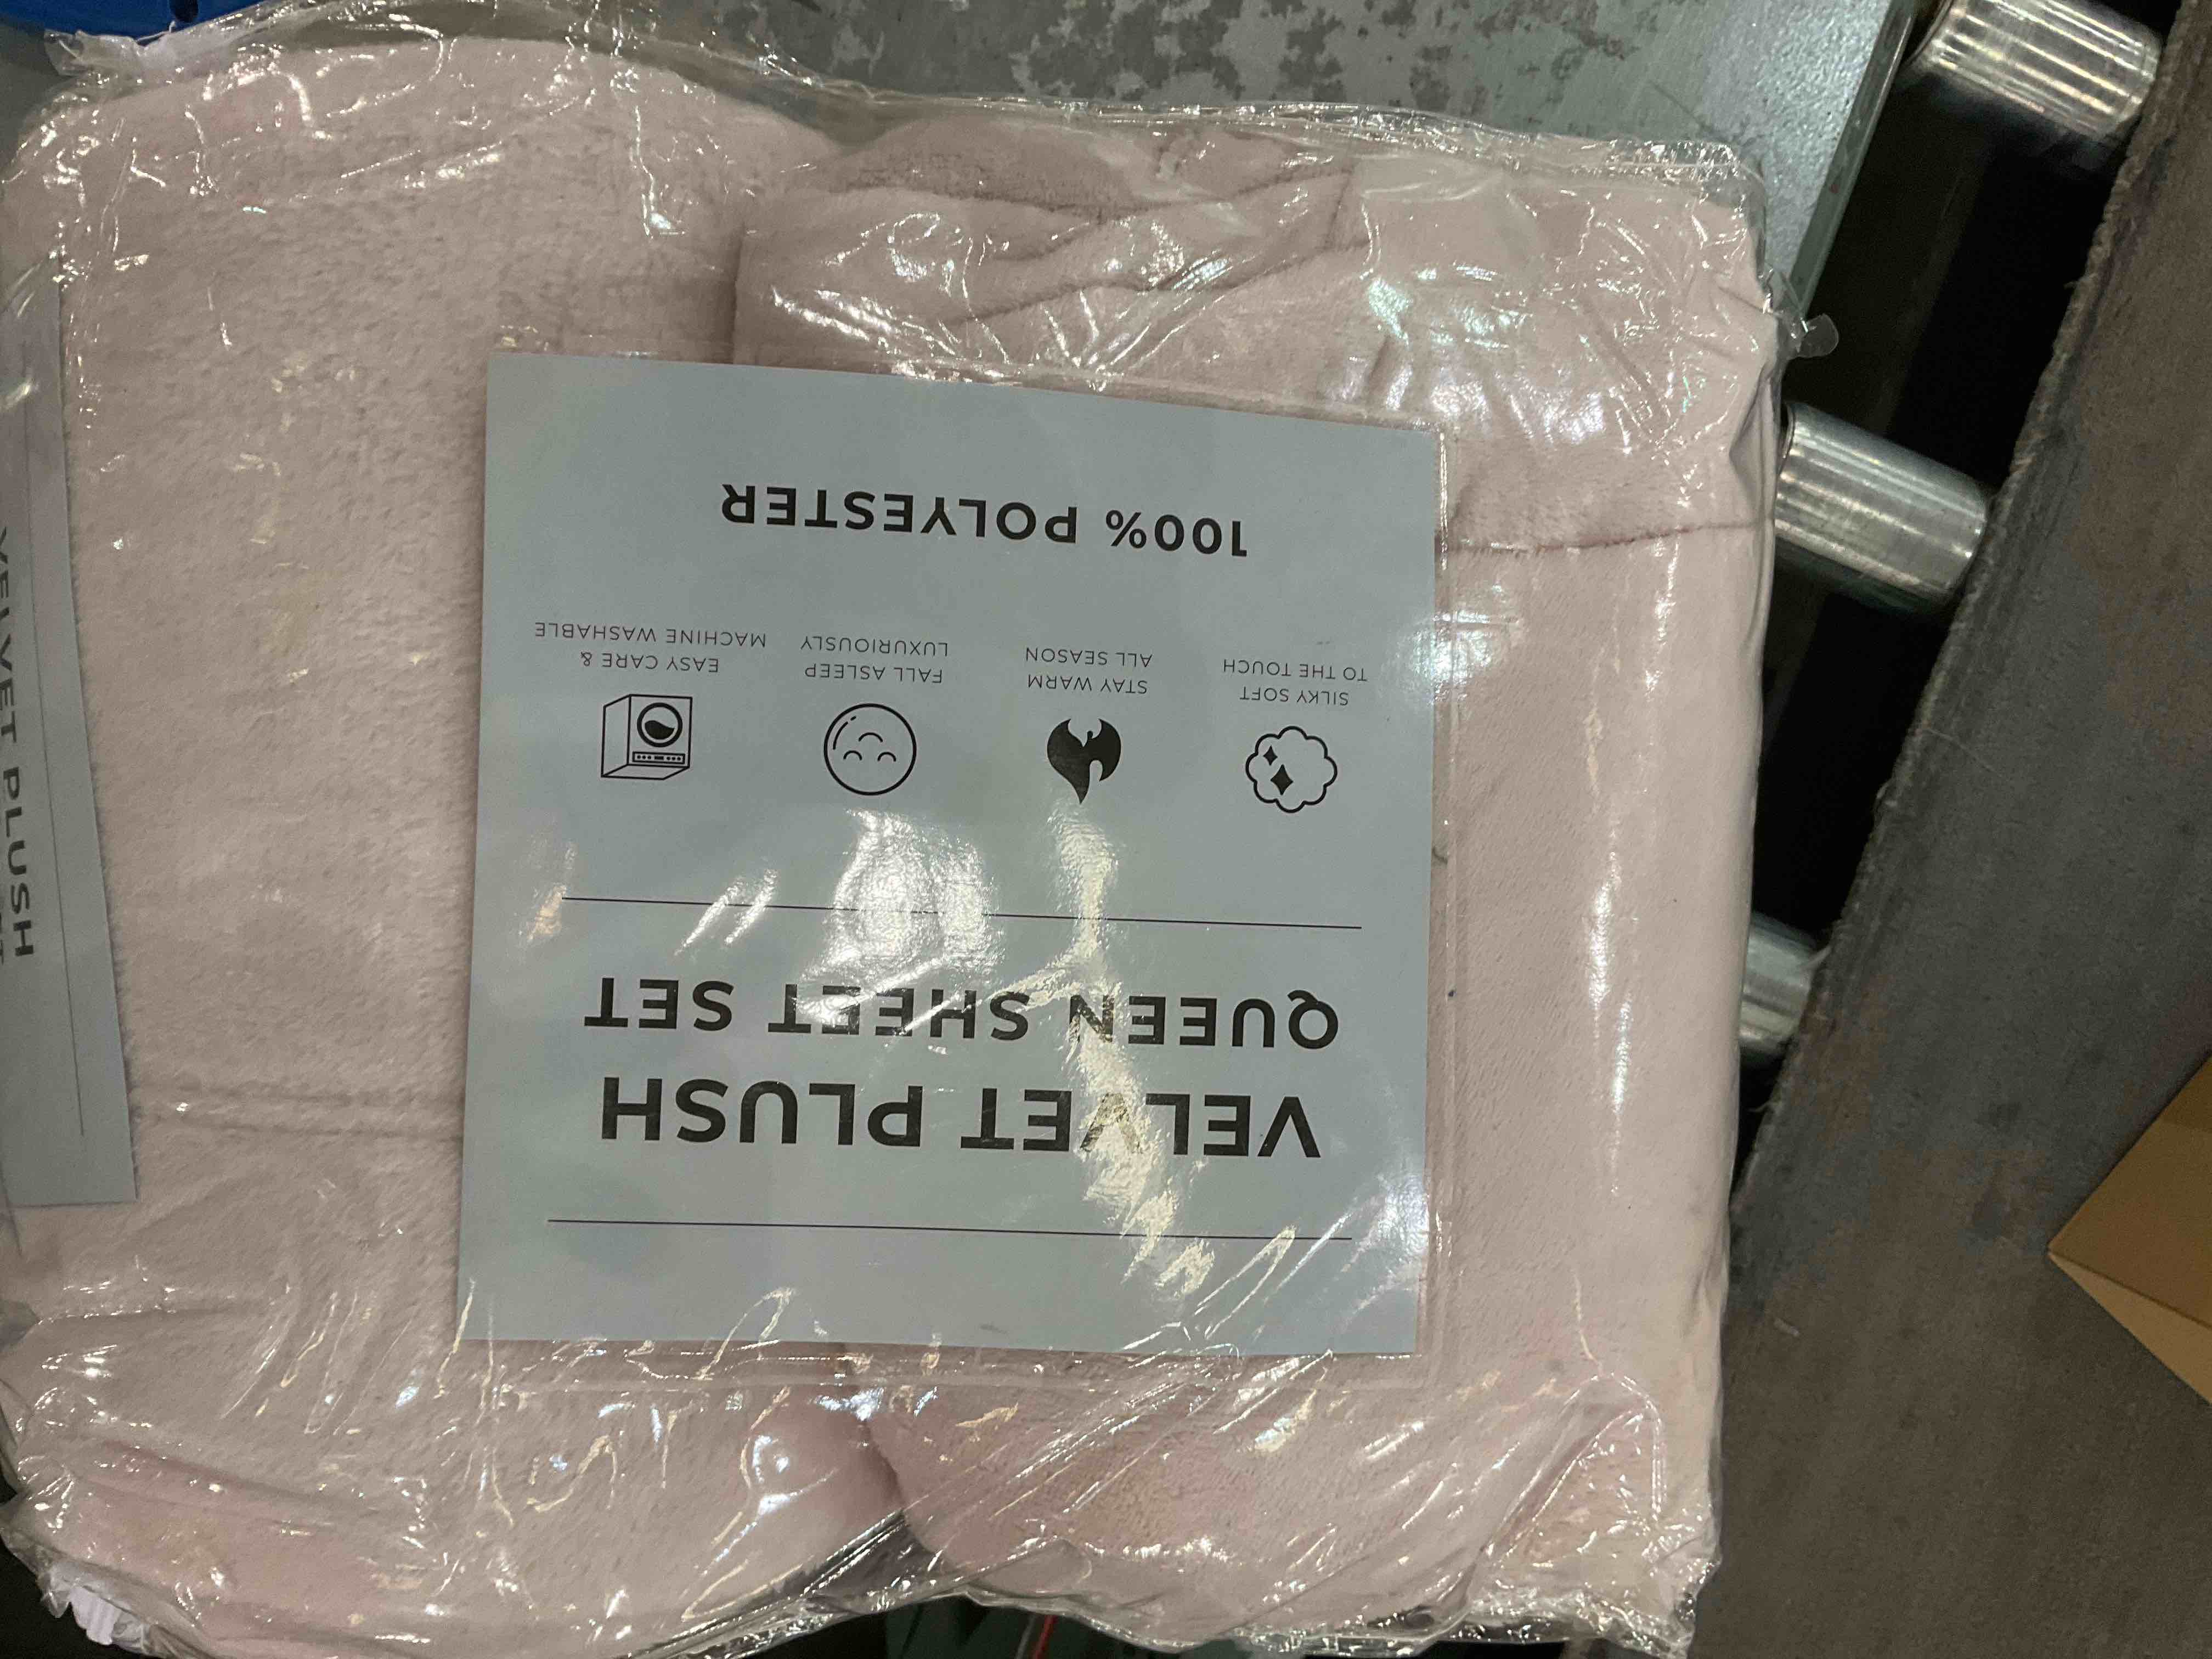 VELVET PLUSH
QUEEN SHEET SET
SILKY SOFT
TO THE TOUCH
STAY WARM
ALL SEASON
FALL ASLEEP
LUXURIOUSLY
EASY CARE &
MACHINE WASHABLE
100% POLYESTER
VELVET PLUSH